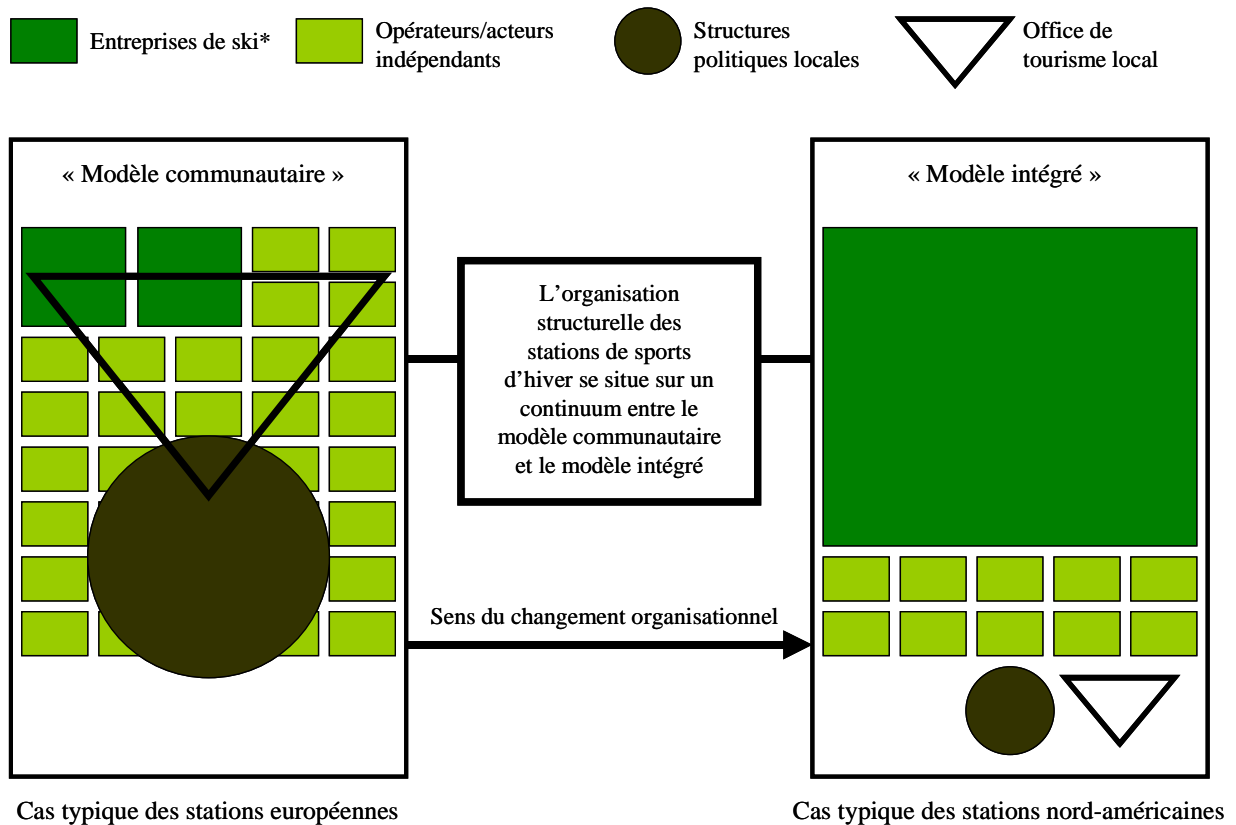 Entreprises de ski*
Opérateurs/acteurs
indépendants
Structures
politiques locales
Office de
tourisme local
« Modèle communautaire »
« Modèle intégré »
L’organisation
structurelle des
stations de sports
d’hiver se situe sur un
continuum entre le
modèle communautaire
et le modèle intégré
Sens du changement organisationnel
Cas typique des stations européennes
Cas typique des stations nord-américaines